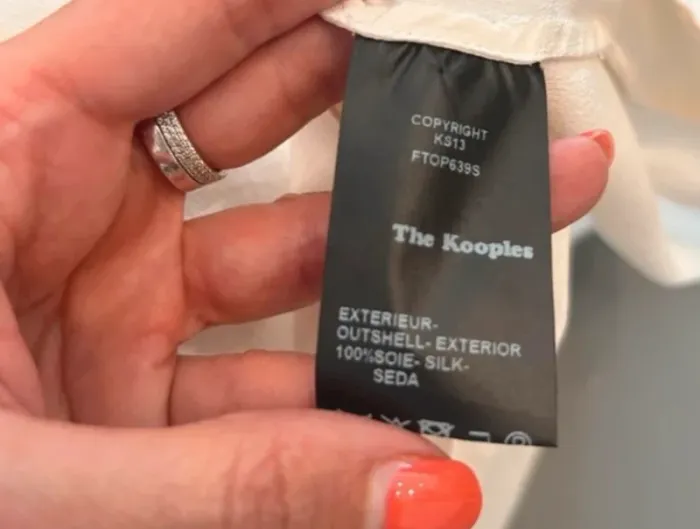 COPYRIGHT
KS13
FTOP639S
The Kooples
EXTERIEUR-
OUTSHELL- EXTERIOR
100%SOIE- SILK-
SEDA